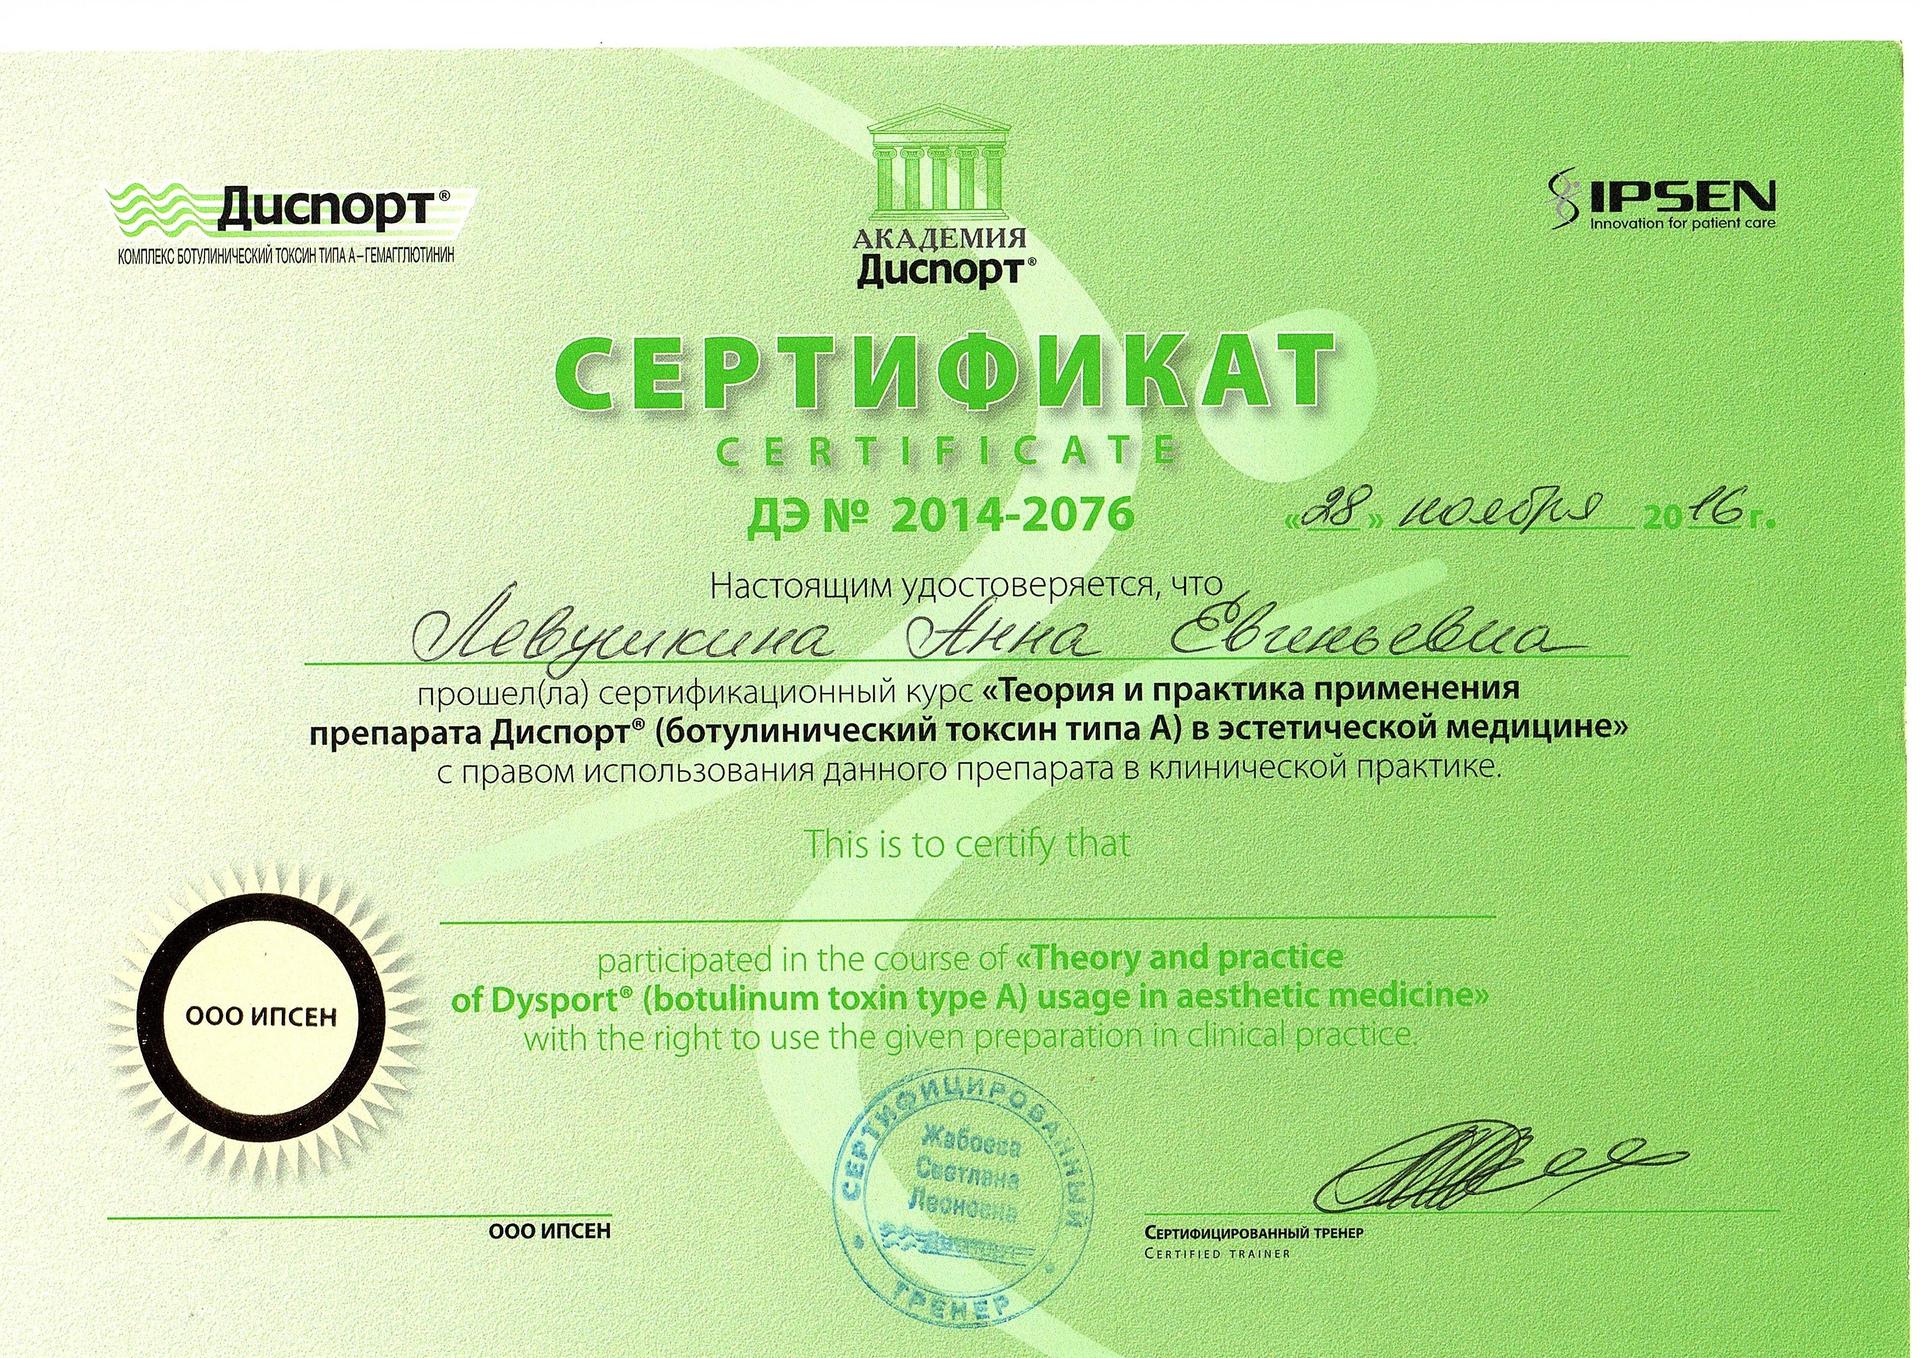 Диспорт®
КОМПЛЕКС БОТУЛИНИЧЕСКИЙ ТОКСИН ТИПА А–ГЕМАГГЛЮТИНИН
АКАДЕМИЯ
Диспорт®
IPSEN
Innovation for patient care
СЕРТИФИКАТ
CERTIFICATE
ДЭ № 2014-2076
«28» ноября 2016 г.
Настоящим удостоверяется, что
Левушкина Анна Евгеньевна
прошел(ла) сертификационный курс «Теория и практика применения
препарата Диспорт® (ботулинический токсин типа А) в эстетической медицине»
с правом использования данного препарата в клинической практике.
This is to certify that
participated in the course of «Theory and practice
of Dysport® (botulinum toxin type A) usage in aesthetic medicine»
with the right to use the given preparation in clinical practice.
ООО ИПСЕН
СЕРТИФИЦИРОВАННЫЙ
Жабоева
Светлана
Леоновна
Диспорт
ТРЕНЕР
ООО ИПСЕН
Сертифицированный тренер
Certified trainer